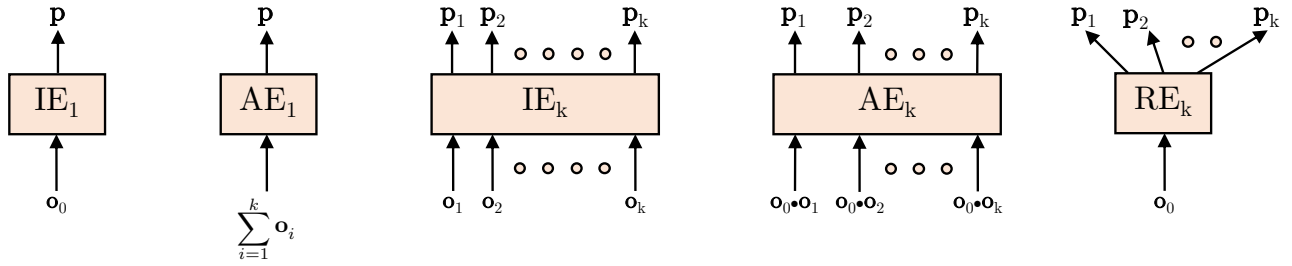 p p p₁ p₂ pₖ p₁ p₂ pₖ p₁ p₂ pₖ
IE₁ AE₁ IEₖ AEₖ REₖ
o₀ o₁ o₂ oₖ o₀•o₁ o₀•o₂ o₀•oₖ o₀
k
∑ oᵢ
i=1